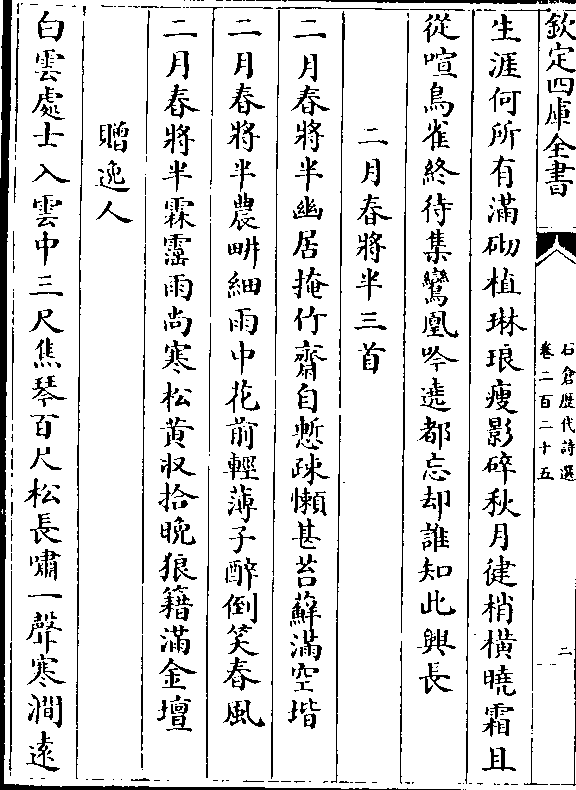 欽定四庫全書
石倉歷代詩選
卷二百二十五
二
生涯何所有滿砌植琳琅瘦影碎秋月健梢橫曉霜且
從喧鳥雀終待集鸞凰吟遶都忘却誰知此興長
二月春將半三首
二月春將半幽居掩竹齋自慙疎懶甚苔蘚滿空堦
二月春將半農畊細雨中花前輕薄子醉倒笑春風
二月春將半霖霪雨尚寒松黄收拾晚狼籍滿金壇
贈逸人
白雲處士入雲中三尺焦琴百尺松長嘯一聲寒澗遠